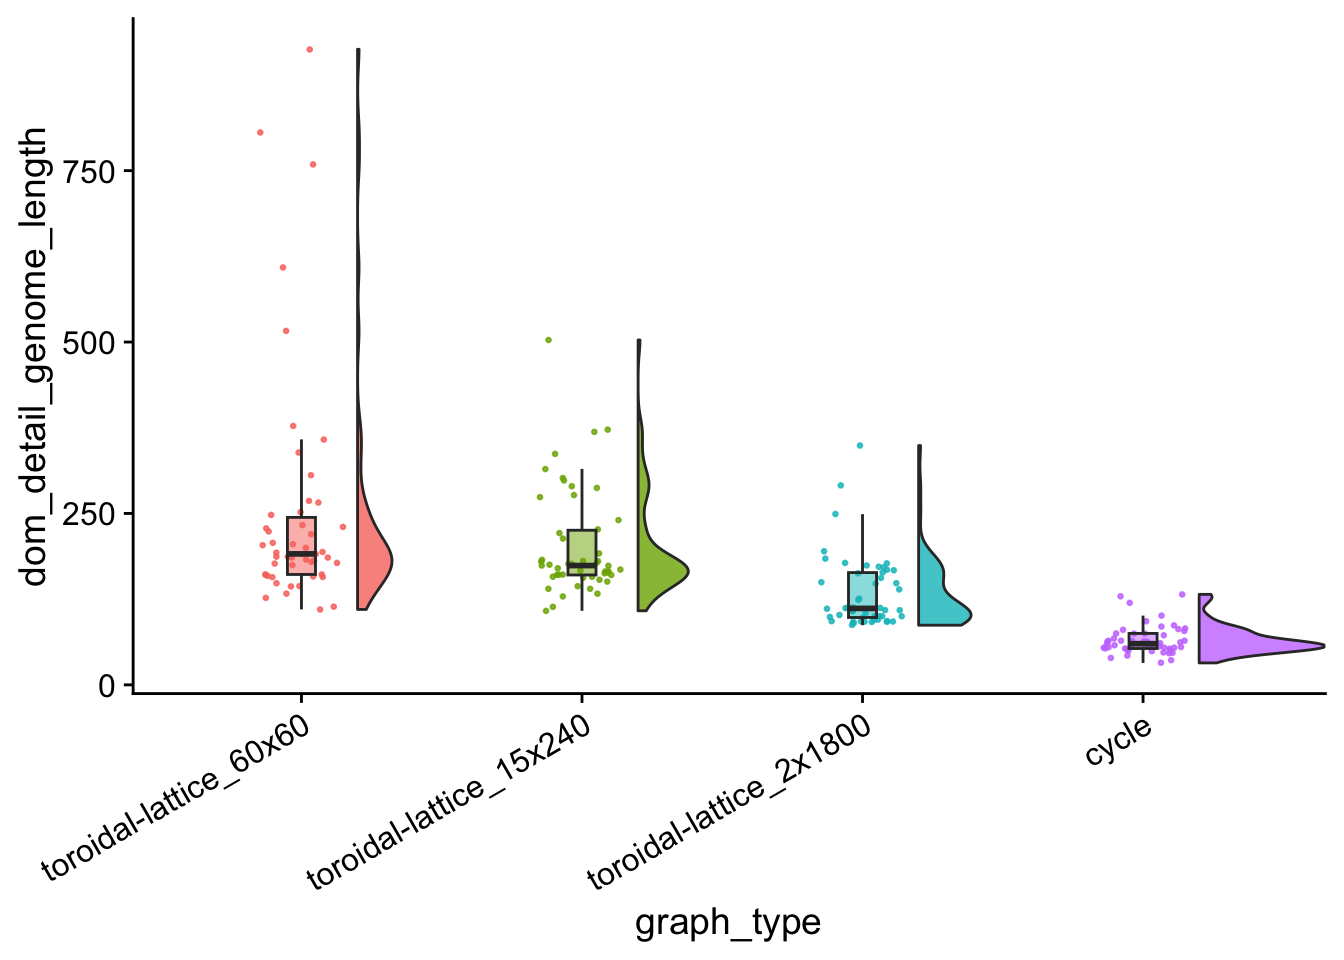 dom_detail_genome_length
750
500
250
0
toroidal-lattice_60x60
toroidal-lattice_15x240
toroidal-lattice_2x1800
cycle
graph_type